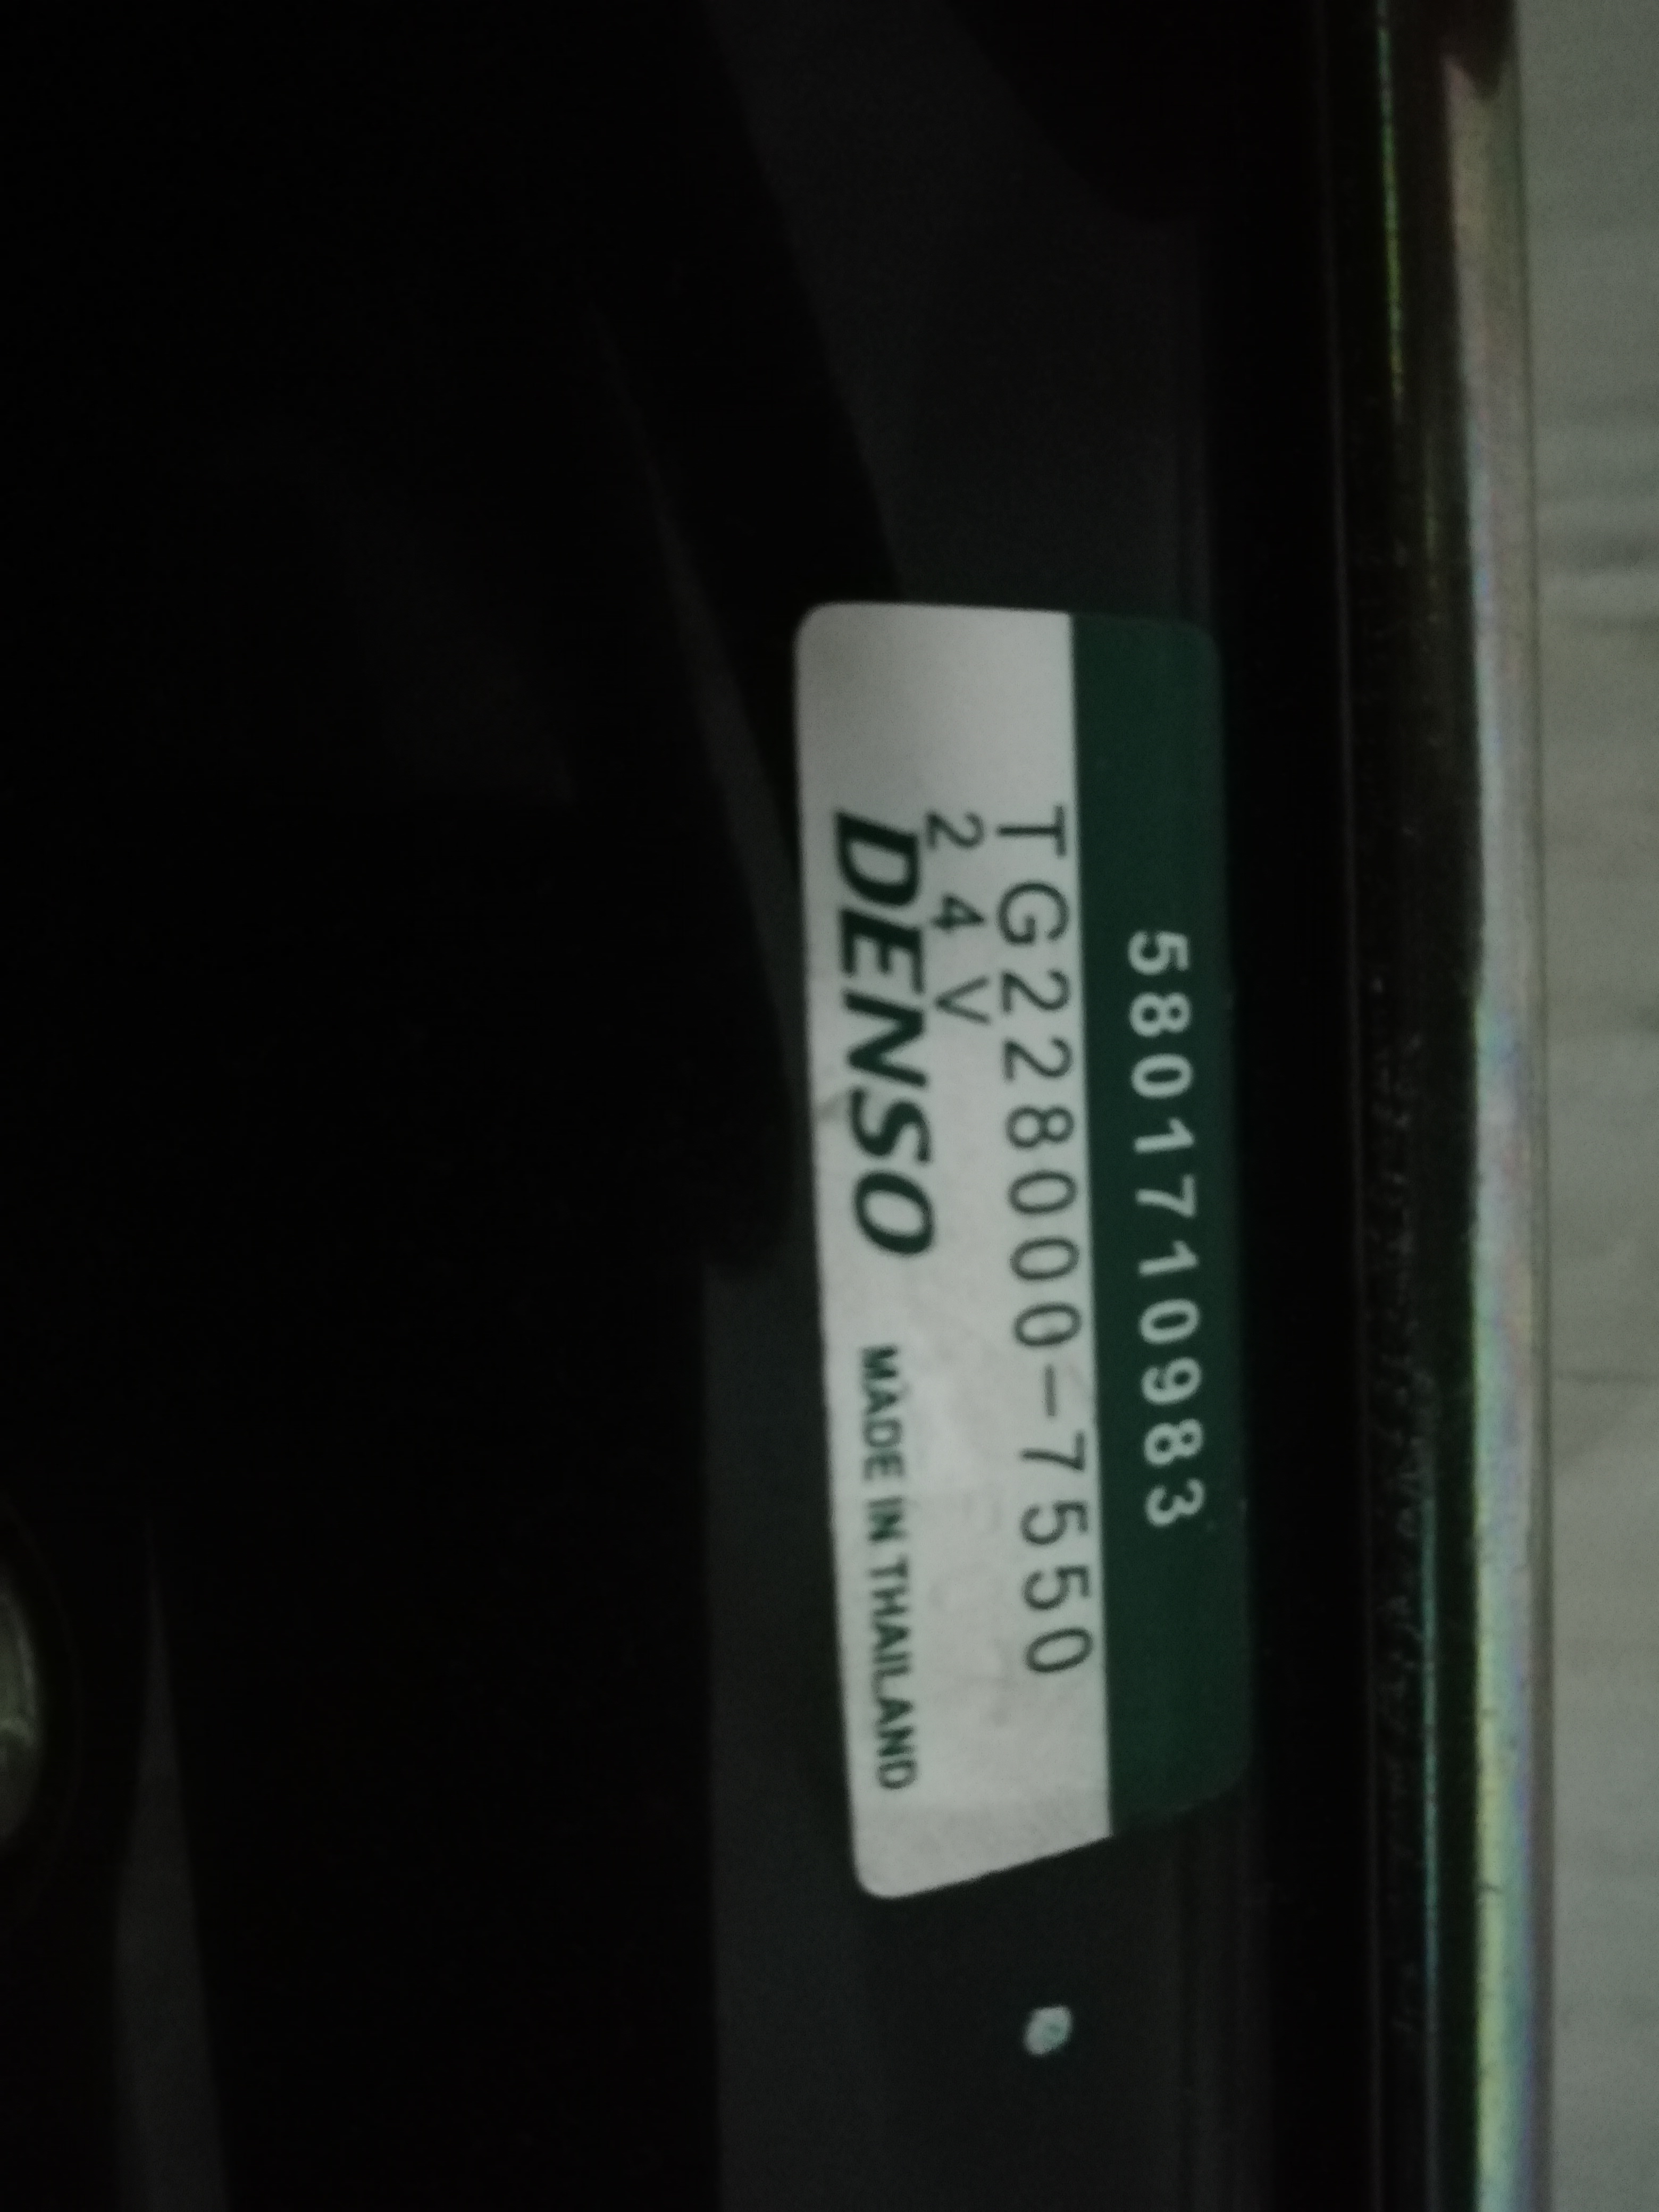 5801710983
TG228000-7550
24V
DENSO MADE IN THAILAND